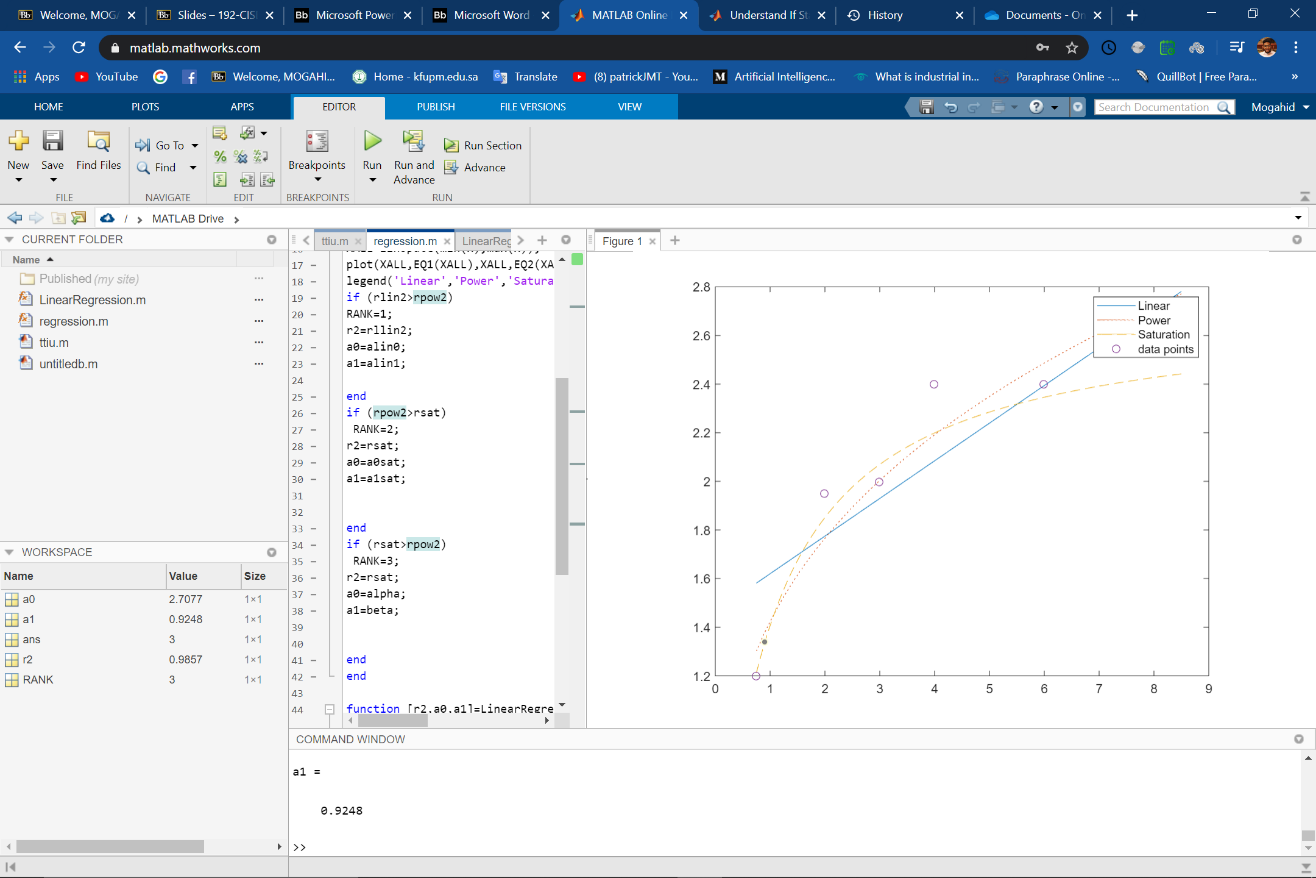 Welcome, MOGA
Slides – 192-CIS
Microsoft Power
Microsoft Word
MATLAB Online
Understand If St
History
Documents - On
matlab.mathworks.com
Apps
YouTube
Welcome, MOGAHI...
Home - kfupm.edu.sa
Translate
(8) patrickJMT - You...
Artificial Intelligenc...
What is industrial in...
Paraphrase Online -...
QuillBot | Free Para...
»
HOME
PLOTS
APPS
EDITOR
PUBLISH
FILE VERSIONS
VIEW
Search Documentation
Mogahid
New
Save
Find Files
Go To
Find
Breakpoints
Run
Run and
Advance
Run Section
Advance
FILE
NAVIGATE
EDIT
BREAKPOINTS
RUN
/ › MATLAB Drive ›
CURRENT FOLDER
Name
Published (my site)
LinearRegression.m
regression.m
ttiu.m
untitledb.m
WORKSPACE
Name Value Size
a0 2.7077 1×1
a1 0.9248 1×1
ans 3 1×1
r2 0.9857 1×1
RANK 3 1×1
ttiu.m
regression.m
LinearReg
17 – plot(XALL,EQ1(XALL),XALL,EQ2(XA
18 – legend('Linear','Power','Satura
19 – if (rlin2>rpow2)
20 – RANK=1;
21 – r2=rllin2;
22 – a0=alin0;
23 – a1=alin1;
24
25 – end
26 – if (rpow2>rsat)
27 – RANK=2;
28 – r2=rsat;
29 – a0=a0sat;
30 – a1=a1sat;
31
32
33 – end
34 – if (rsat>rpow2)
35 – RANK=3;
36 – r2=rsat;
37 – a0=alpha;
38 – a1=beta;
39
40
41 – end
42 – end
43
44 function [r2,a0,a1]=LinearRegre
Figure 1
2.8
2.6
2.4
2.2
2
1.8
1.6
1.4
1.2
0 1 2 3 4 5 6 7 8 9
Linear
Power
Saturation
data points
COMMAND WINDOW
a1 =
0.9248
>>